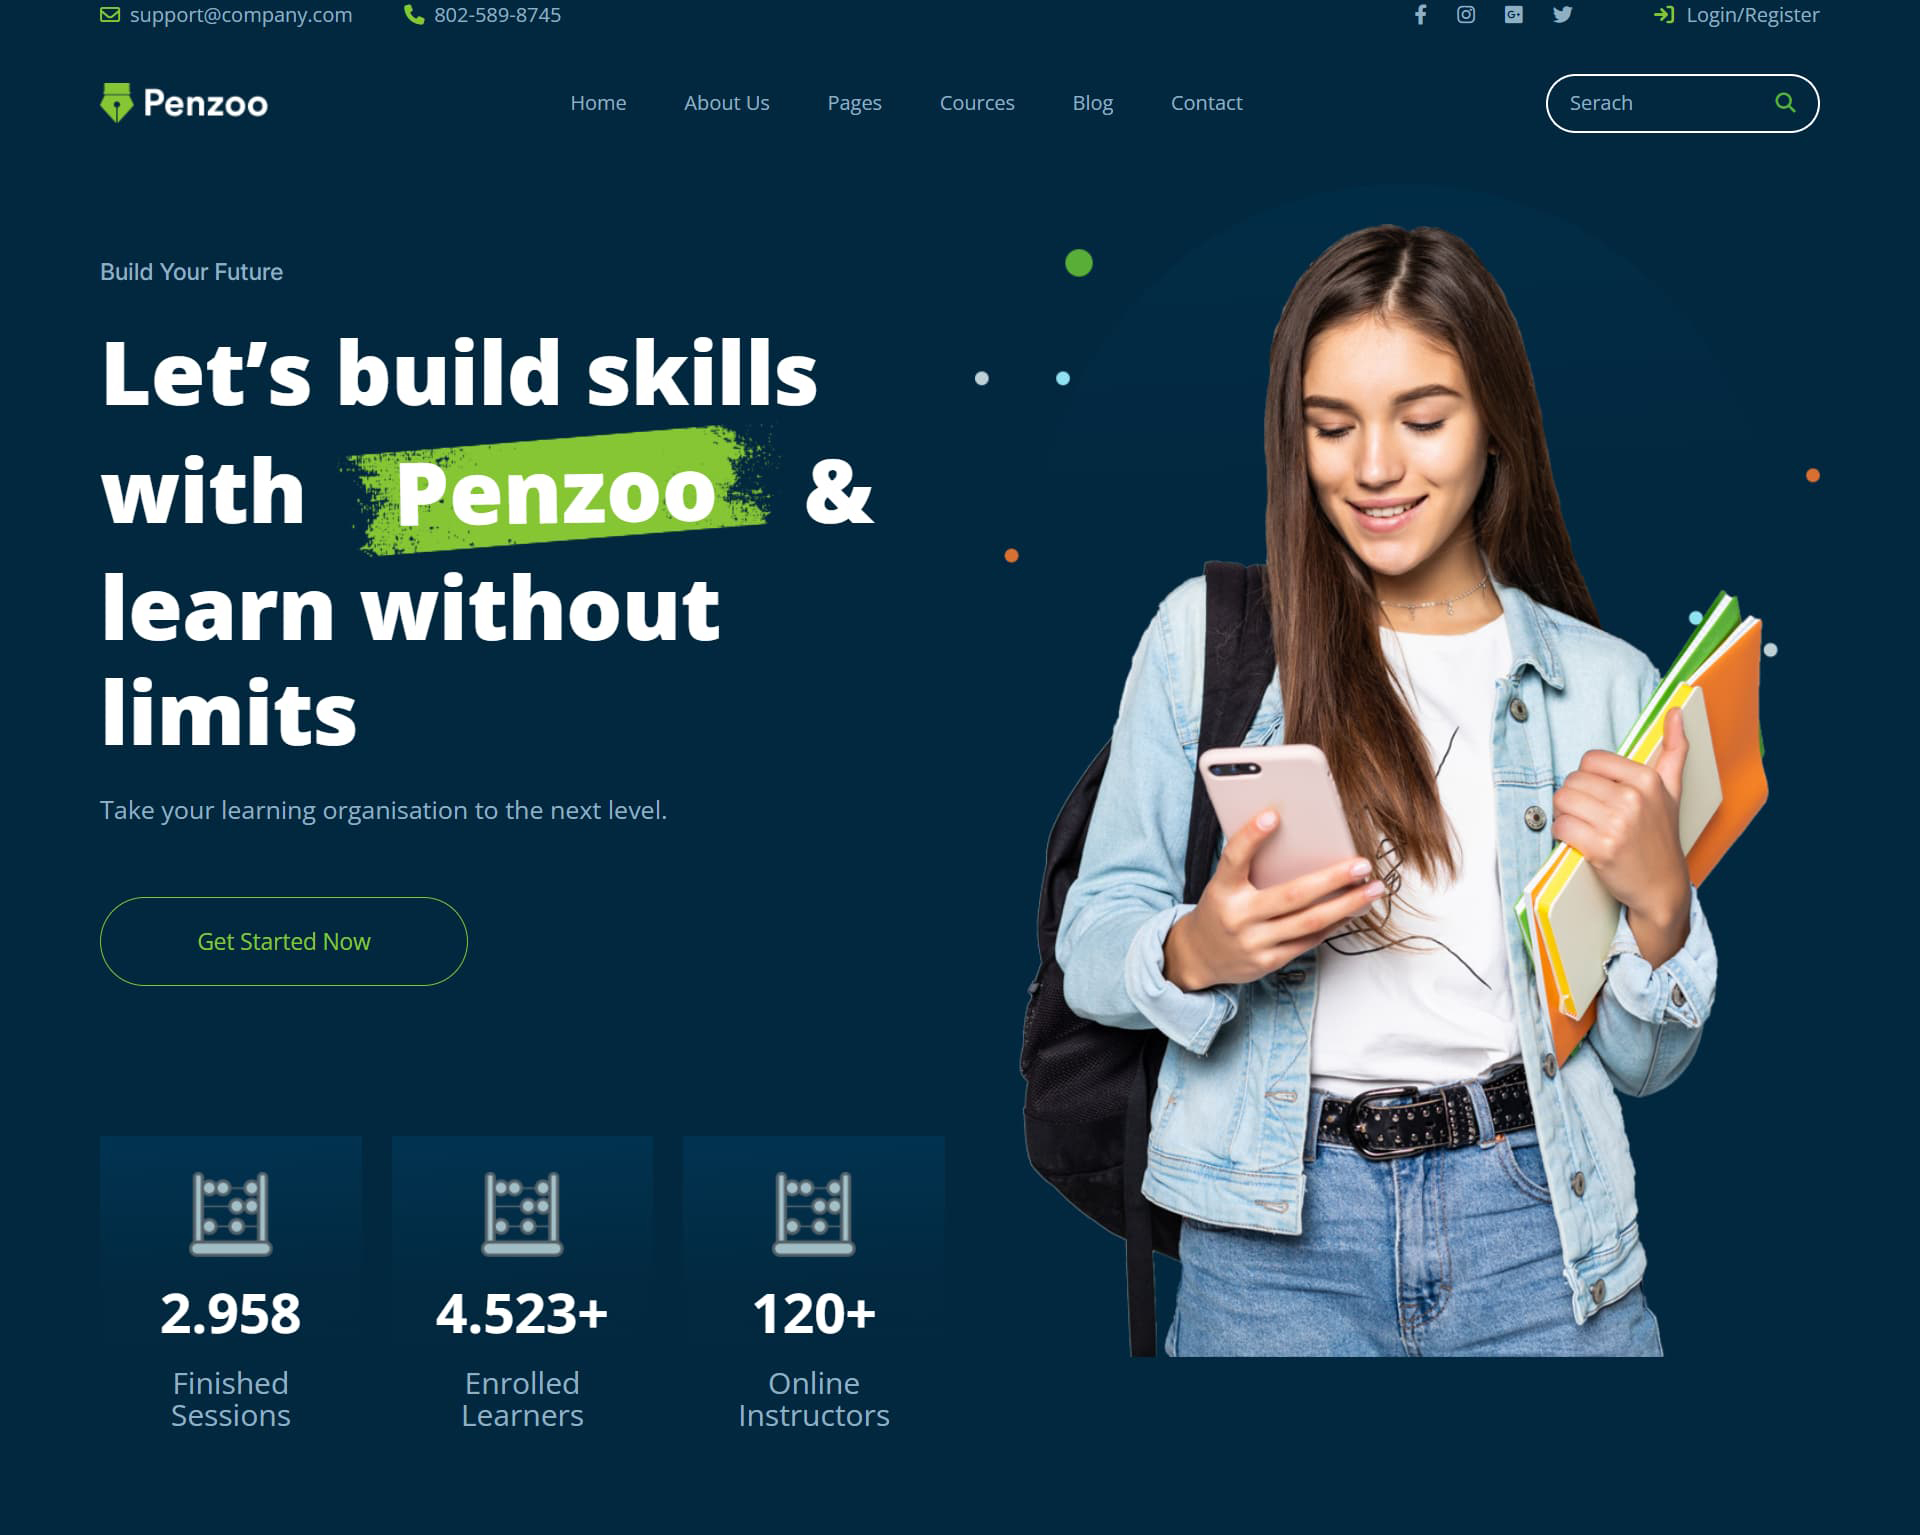 support@company.com 802-589-8745 Login/Register
Penzoo Home About Us Pages Cources Blog Contact Serach
Build Your Future
Let’s build skills
with Penzoo &
learn without
limits
Take your learning organisation to the next level.
Get Started Now
2.958 4.523+ 120+
Finished Enrolled Online
Sessions Learners Instructors